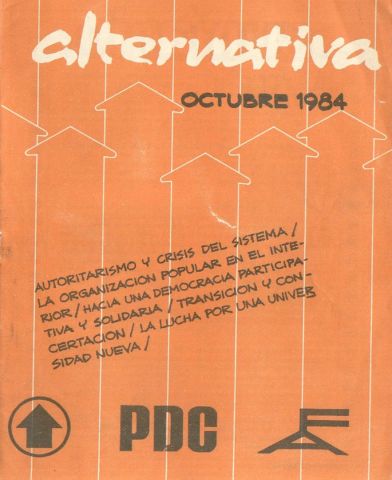 alternativa
OCTUBRE 1984
AUTORITARISMO Y CRISIS DEL SISTEMA /
LA ORGANIZACION POPULAR EN EL INTE-
RIOR / HACIA UNA DEMOCRACIA PARTICIPA-
TIVA Y SOLIDARIA / TRANSICION Y CON-
CERTACION / LA LUCHA POR UNA UNIVER
SIDAD NUEVA /
PDC